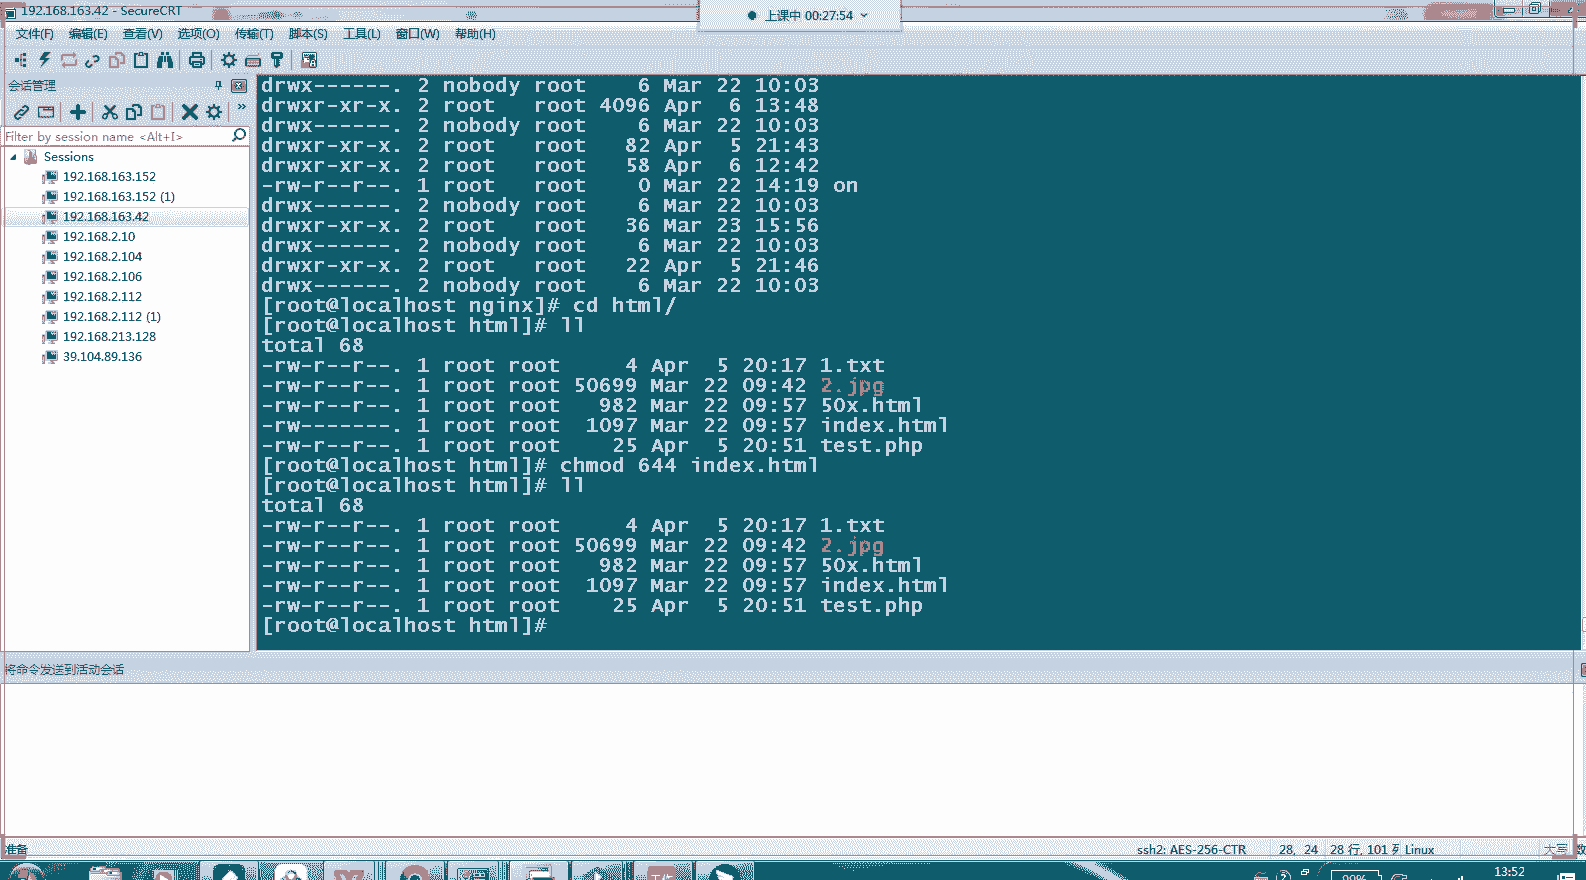 192.168.163.42 - SecureCRT
上课中 00:27:54
文件(F) 编辑(E) 查看(V) 选项(O) 传输(T) 脚本(S) 工具(L) 窗口(W) 帮助(H)
会话管理
Filter by session name <Alt+I>
Sessions
192.168.163.152
192.168.163.152 (1)
192.168.163.42
192.168.2.10
192.168.2.104
192.168.2.106
192.168.2.112
192.168.2.112 (1)
192.168.213.128
39.104.89.136
drwx------. 2 nobody root    6 Mar 22 10:03
drwxr-xr-x. 2 root   root 4096 Apr  6 13:48
drwx------. 2 nobody root    6 Mar 22 10:03
drwxr-xr-x. 2 root   root   82 Apr  5 21:43
drwxr-xr-x. 2 root   root   58 Apr  6 12:42
-rw-r--r--. 1 root   root    0 Mar 22 14:19 on
drwx------. 2 nobody root    6 Mar 22 10:03
drwxr-xr-x. 2 root   root   36 Mar 23 15:56
drwx------. 2 nobody root    6 Mar 22 10:03
drwxr-xr-x. 2 root   root   22 Apr  5 21:46
drwx------. 2 nobody root    6 Mar 22 10:03
[root@localhost nginx]# cd html/
[root@localhost html]# ll
total 68
-rw-r--r--. 1 root root     4 Apr  5 20:17 1.txt
-rw-r--r--. 1 root root 50699 Mar 22 09:42 2.jpg
-rw-r--r--. 1 root root   982 Mar 22 09:57 50x.html
-rw-------. 1 root root  1097 Mar 22 09:57 index.html
-rw-r--r--. 1 root root    25 Apr  5 20:51 test.php
[root@localhost html]# chmod 644 index.html
[root@localhost html]# ll
total 68
-rw-r--r--. 1 root root     4 Apr  5 20:17 1.txt
-rw-r--r--. 1 root root 50699 Mar 22 09:42 2.jpg
-rw-r--r--. 1 root root   982 Mar 22 09:57 50x.html
-rw-r--r--. 1 root root  1097 Mar 22 09:57 index.html
-rw-r--r--. 1 root root    25 Apr  5 20:51 test.php
[root@localhost html]#
将命令发送到活动会话
准备
ssh2: AES-256-CTR 28, 24 28 行, 101 列 Linux 大写 数
99%
13:52